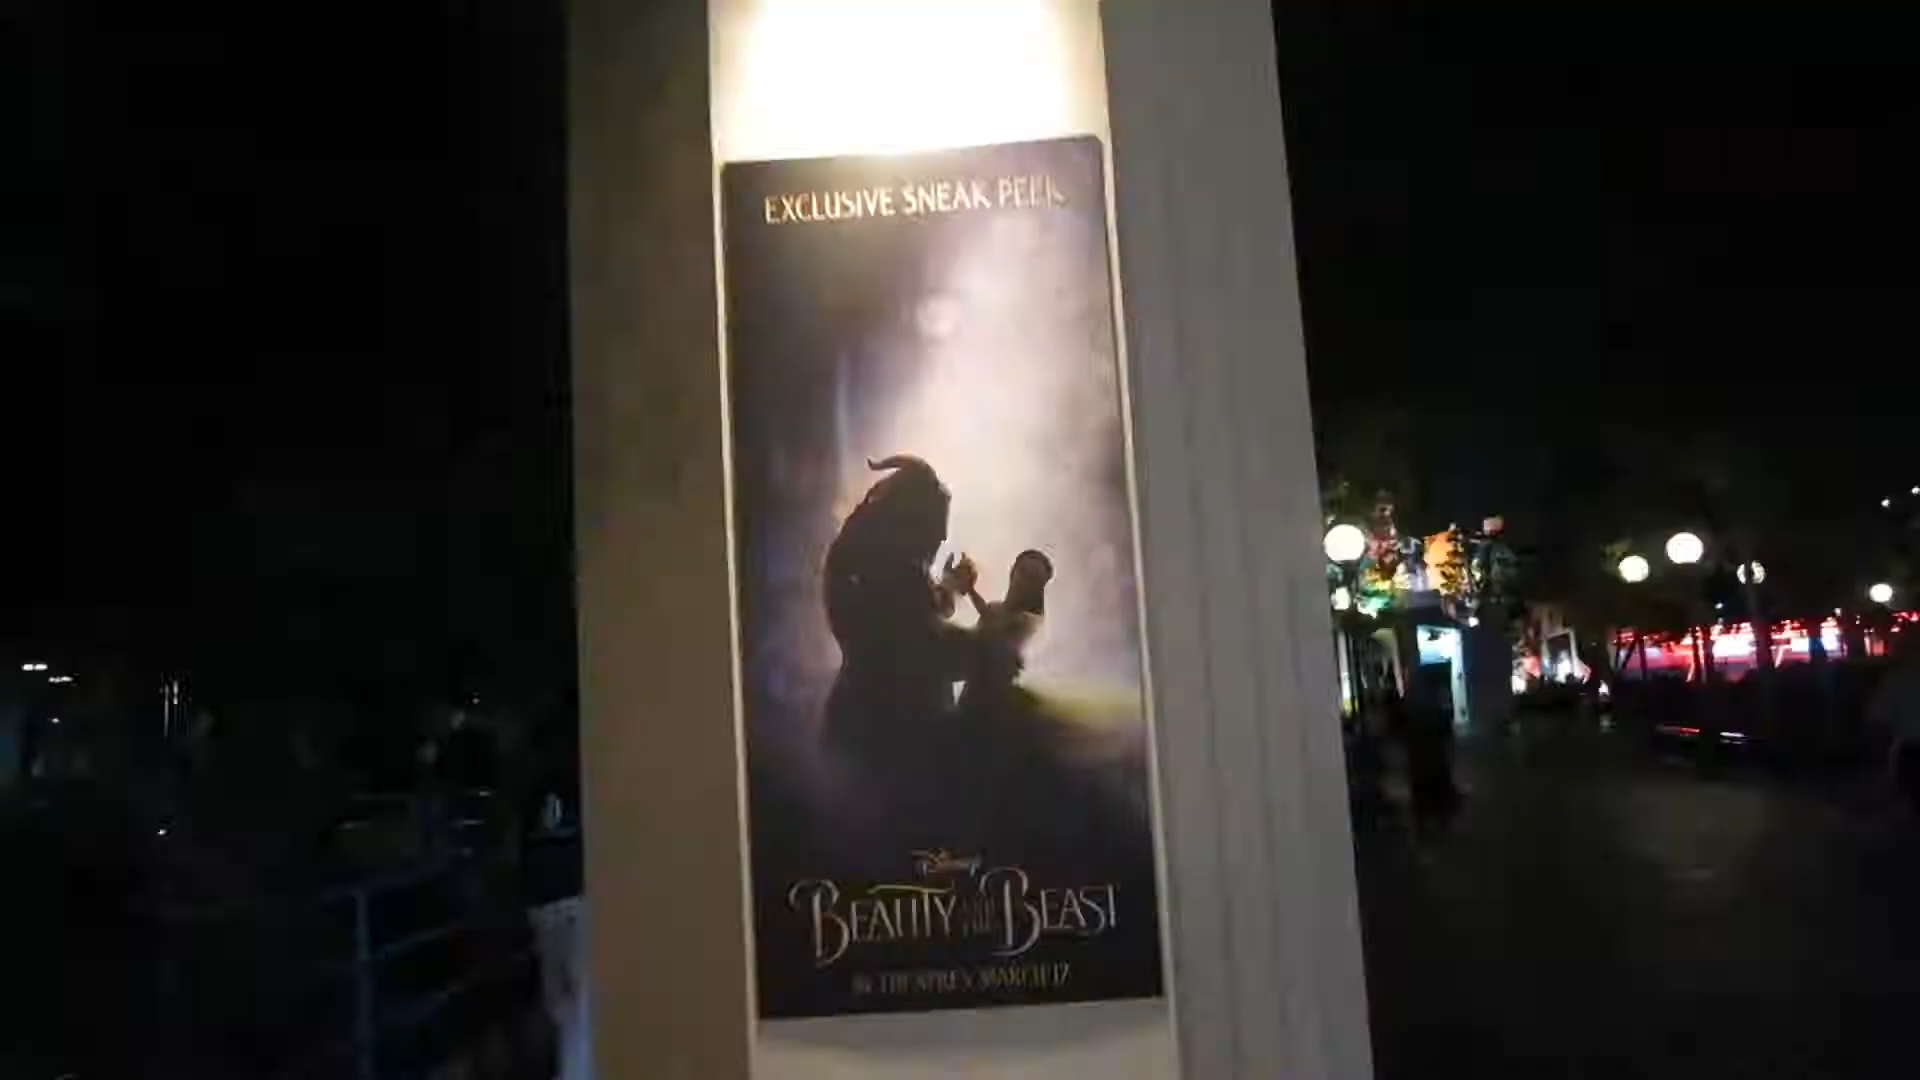 EXCLUSIVE SNEAK PEEK
Disney
BEAUTY AND THE BEAST
IN THEATRES MARCH 17